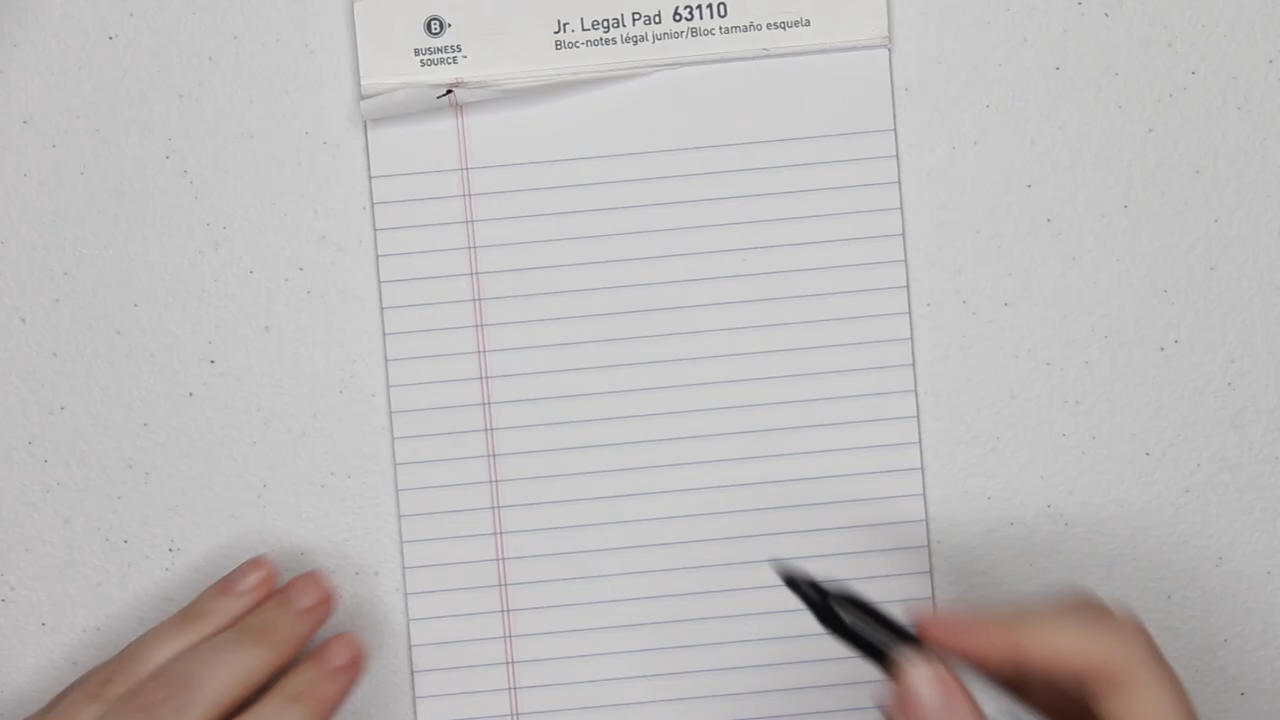 B
BUSINESS
SOURCE™
Jr. Legal Pad 63110
Bloc-notes légal junior/Bloc tamaño esquela